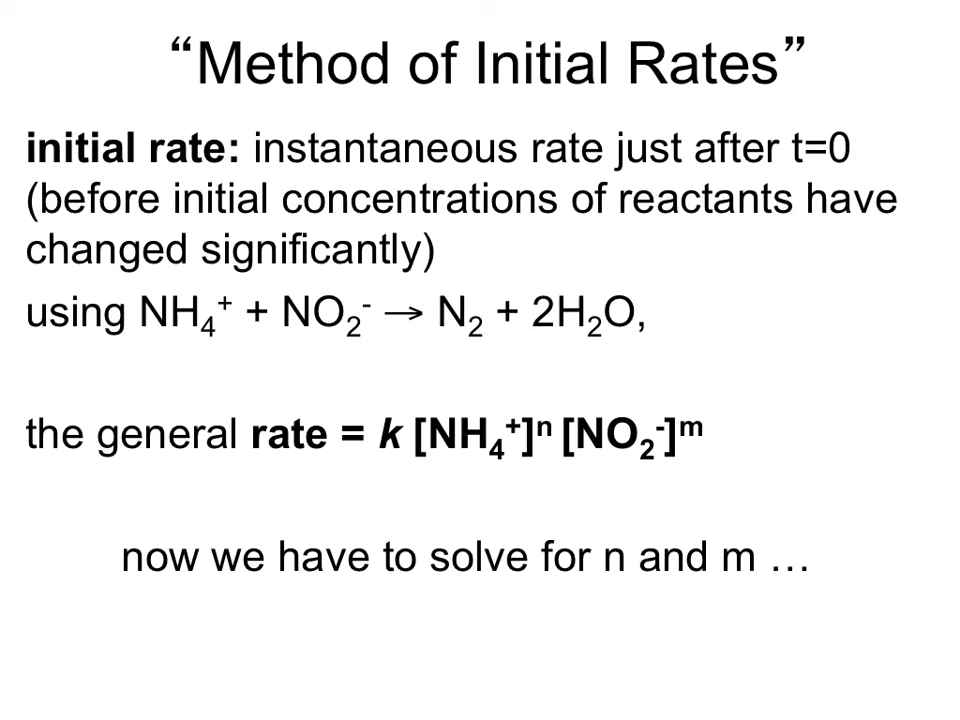 “Method of Initial Rates”
initial rate: instantaneous rate just after t=0
(before initial concentrations of reactants have
changed significantly)
using NH₄⁺ + NO₂⁻ → N₂ + 2H₂O,
the general rate = k [NH₄⁺]ⁿ [NO₂⁻]ᵐ
now we have to solve for n and m …